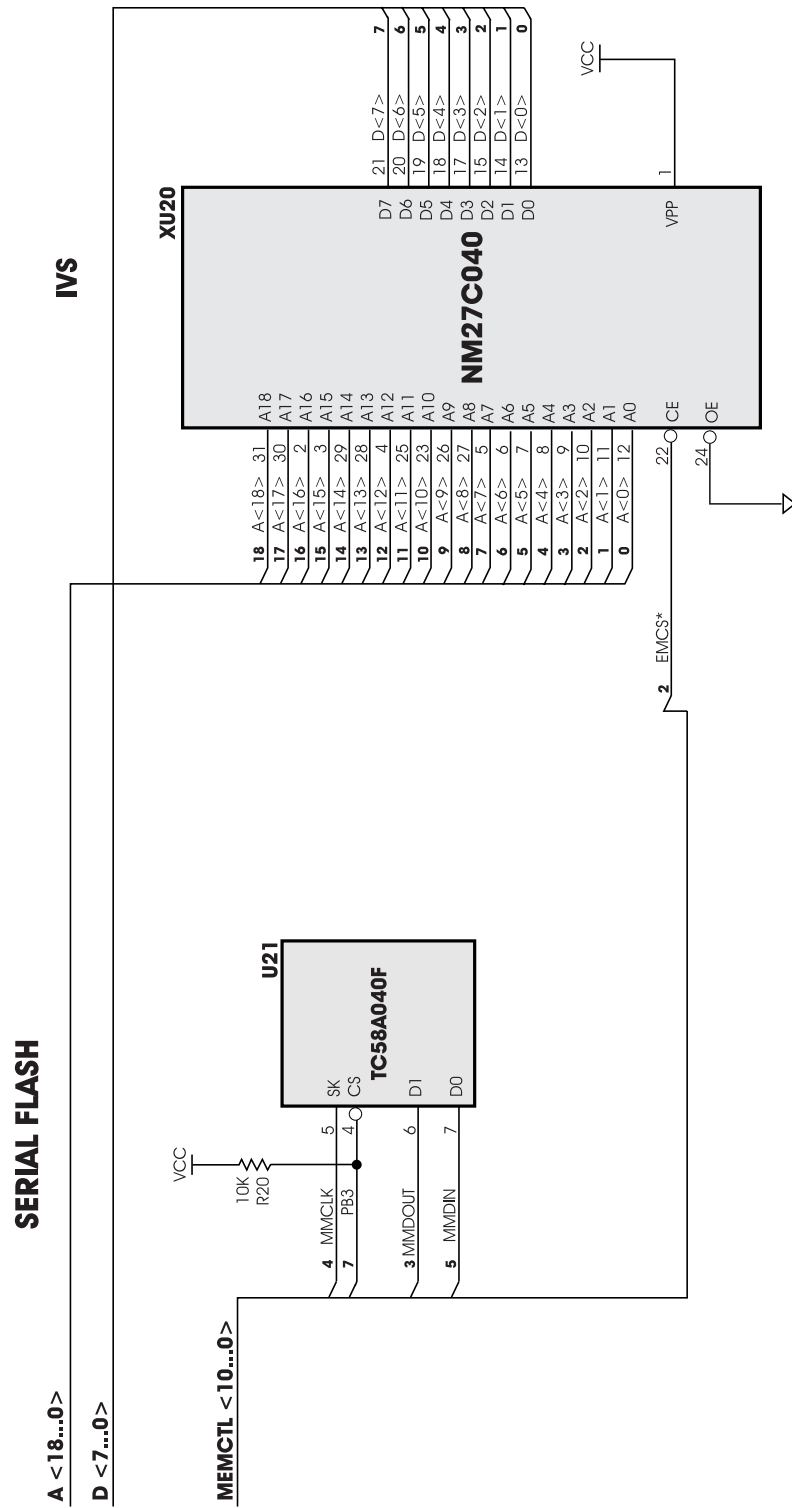 SERIAL FLASH
IVS
A <18...0>
D <7...0>
MEMCTL <10...0>
VCC
10K
R20
4 MMCLK 5 SK
7 PB3 4 CS
3 MMDOUT 6 D1
5 MMDIN 7 D0
U21
TC58A040F
2 EMCS*
18 A<18> 31 A18
17 A<17> 30 A17
16 A<16> 2 A16
15 A<15> 3 A15
14 A<14> 29 A14
13 A<13> 28 A13
12 A<12> 4 A12
11 A<11> 25 A11
10 A<10> 23 A10
9 A<9> 26 A9
8 A<8> 27 A8
7 A<7> 5 A7
6 A<6> 6 A6
5 A<5> 7 A5
4 A<4> 8 A4
3 A<3> 9 A3
2 A<2> 10 A2
1 A<1> 11 A1
0 A<0> 12 A0
22 CE
24 OE
XU20
NM27C040
D7 21 D<7> 7
D6 20 D<6> 6
D5 19 D<5> 5
D4 18 D<4> 4
D3 17 D<3> 3
D2 15 D<2> 2
D1 14 D<1> 1
D0 13 D<0> 0
VPP 1
VCC